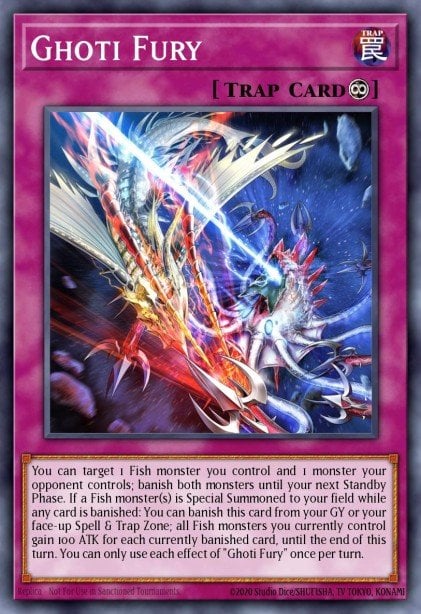 Ghoti Fury
TRAP
罠
[Trap Card]
You can target 1 Fish monster you control and 1 monster your
opponent controls; banish both monsters until your next Standby
Phase. If a Fish monster(s) is Special Summoned to your field while
any card is banished: You can banish this card from your GY or your
face-up Spell & Trap Zone; all Fish monsters you currently control
gain 100 ATK for each currently banished card, until the end of this
turn. You can only use each effect of "Ghoti Fury" once per turn.
Replica - Not For Use in Sanctioned Tournaments
©2020 Studio Dice/SHUEISHA, TV TOKYO, KONAMI